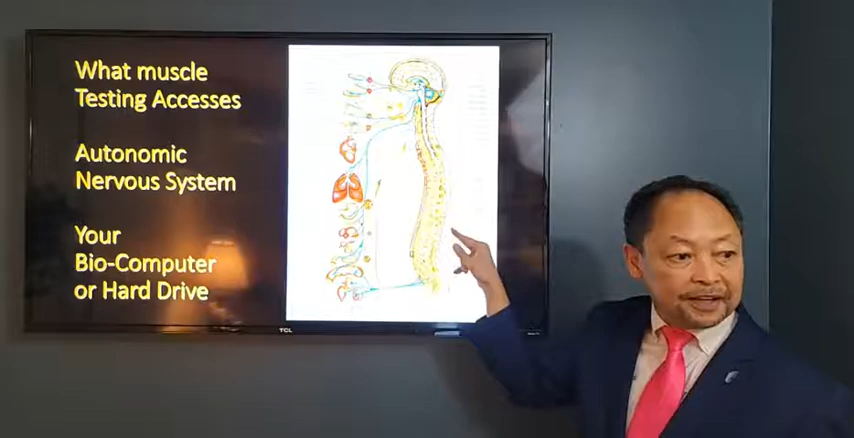 What muscle
Testing Accesses
Autonomic
Nervous System
Your
Bio-Computer
or Hard Drive
TCL